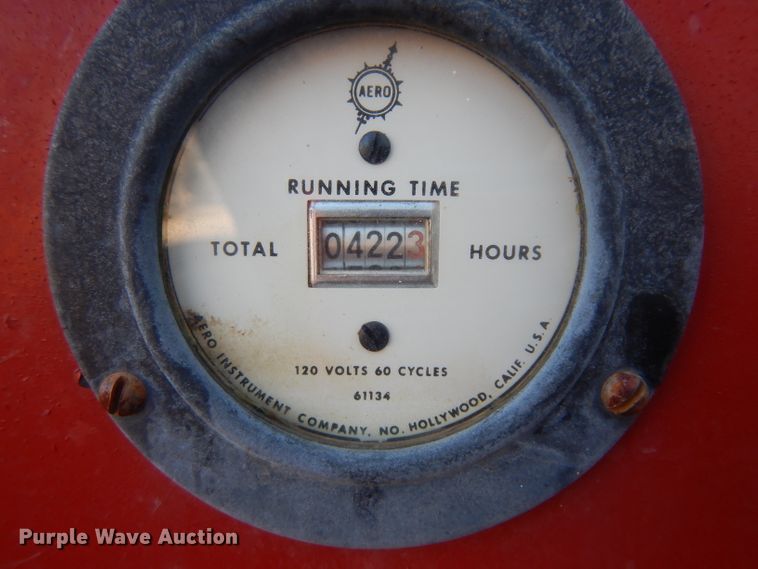 AERO
RUNNING TIME
TOTAL 04223 HOURS
120 VOLTS 60 CYCLES
61134
AERO INSTRUMENT COMPANY, NO. HOLLYWOOD, CALIF. U.S.A
Purple Wave Auction